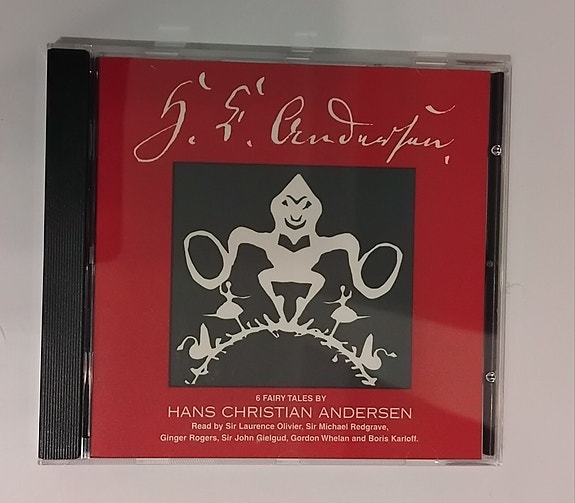 H. C. Andersen.
6 FAIRY TALES BY
HANS CHRISTIAN ANDERSEN
Read by Sir Laurence Olivier, Sir Michael Redgrave,
Ginger Rogers, Sir John Gielgud, Gordon Whelan and Boris Karloff.